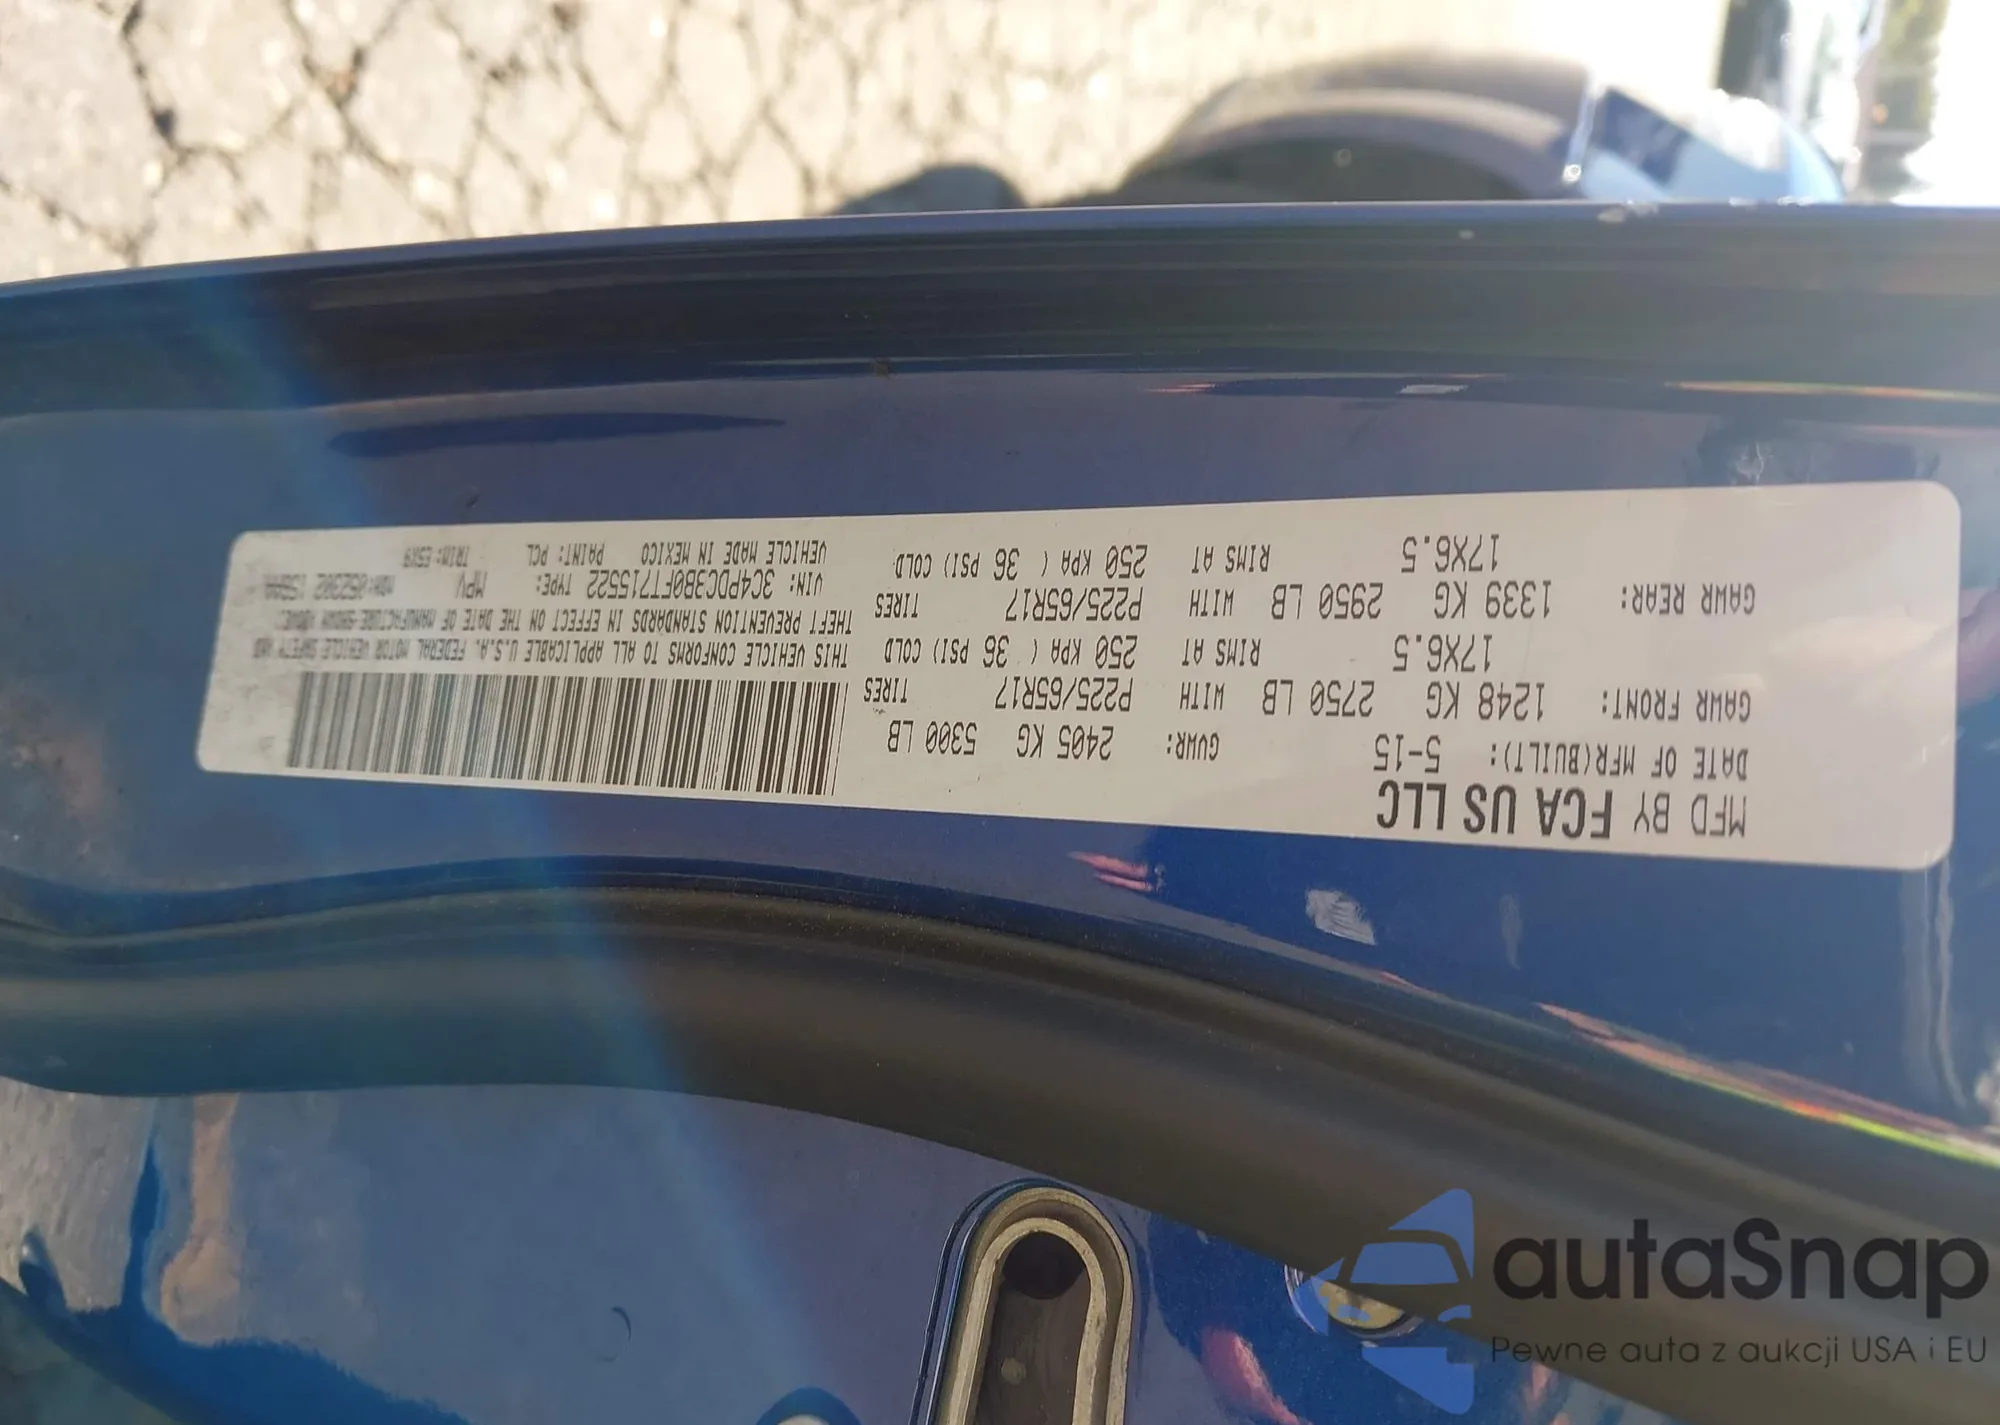 MFD BY FCA US LLC
DATE OF MFR(BUILT): 5-15 GVWR: 2405 KG 5300 LB
GAWR FRONT: 1248 KG 2750 LB WITH P225/65R17 TIRES
17X6.5 RIMS AT 250 KPA ( 36 PSI) COLD
GAWR REAR: 1339 KG 2950 LB WITH P225/65R17 TIRES
17X6.5 RIMS AT 250 KPA ( 36 PSI) COLD
THIS VEHICLE CONFORMS TO ALL APPLICABLE U.S.A. FEDERAL MOTOR VEHICLE SAFETY AND
THEFT PREVENTION STANDARDS IN EFFECT ON THE DATE OF MANUFACTURE SHOWN ABOVE.
VIN: 3C4PDC3B0FT715522 TYPE: MPV MDH:052302
VEHICLE MADE IN MEXICO PAINT: PCL TRIM: E5X9
autaSnap
Pewne auta z aukcji USA i EU